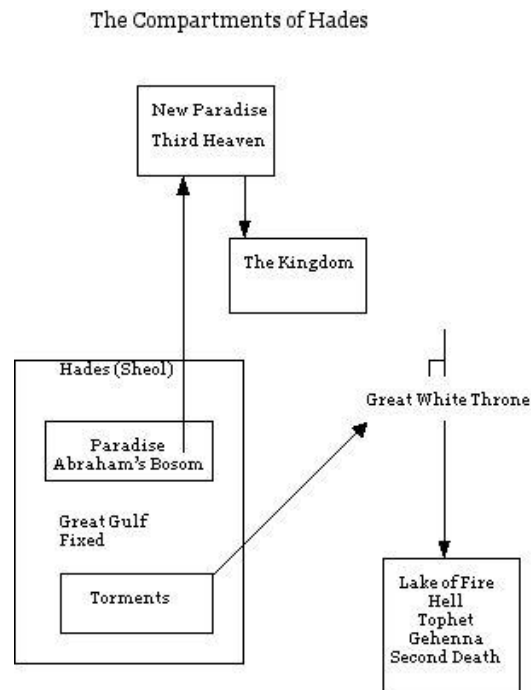 The Compartments of Hades
New Paradise
Third Heaven
The Kingdom
Hades (Sheol)
Paradise
Abraham's Bosom
Great Gulf
Fixed
Torments
Great White Throne
Lake of Fire
Hell
Tophet
Gehenna
Second Death